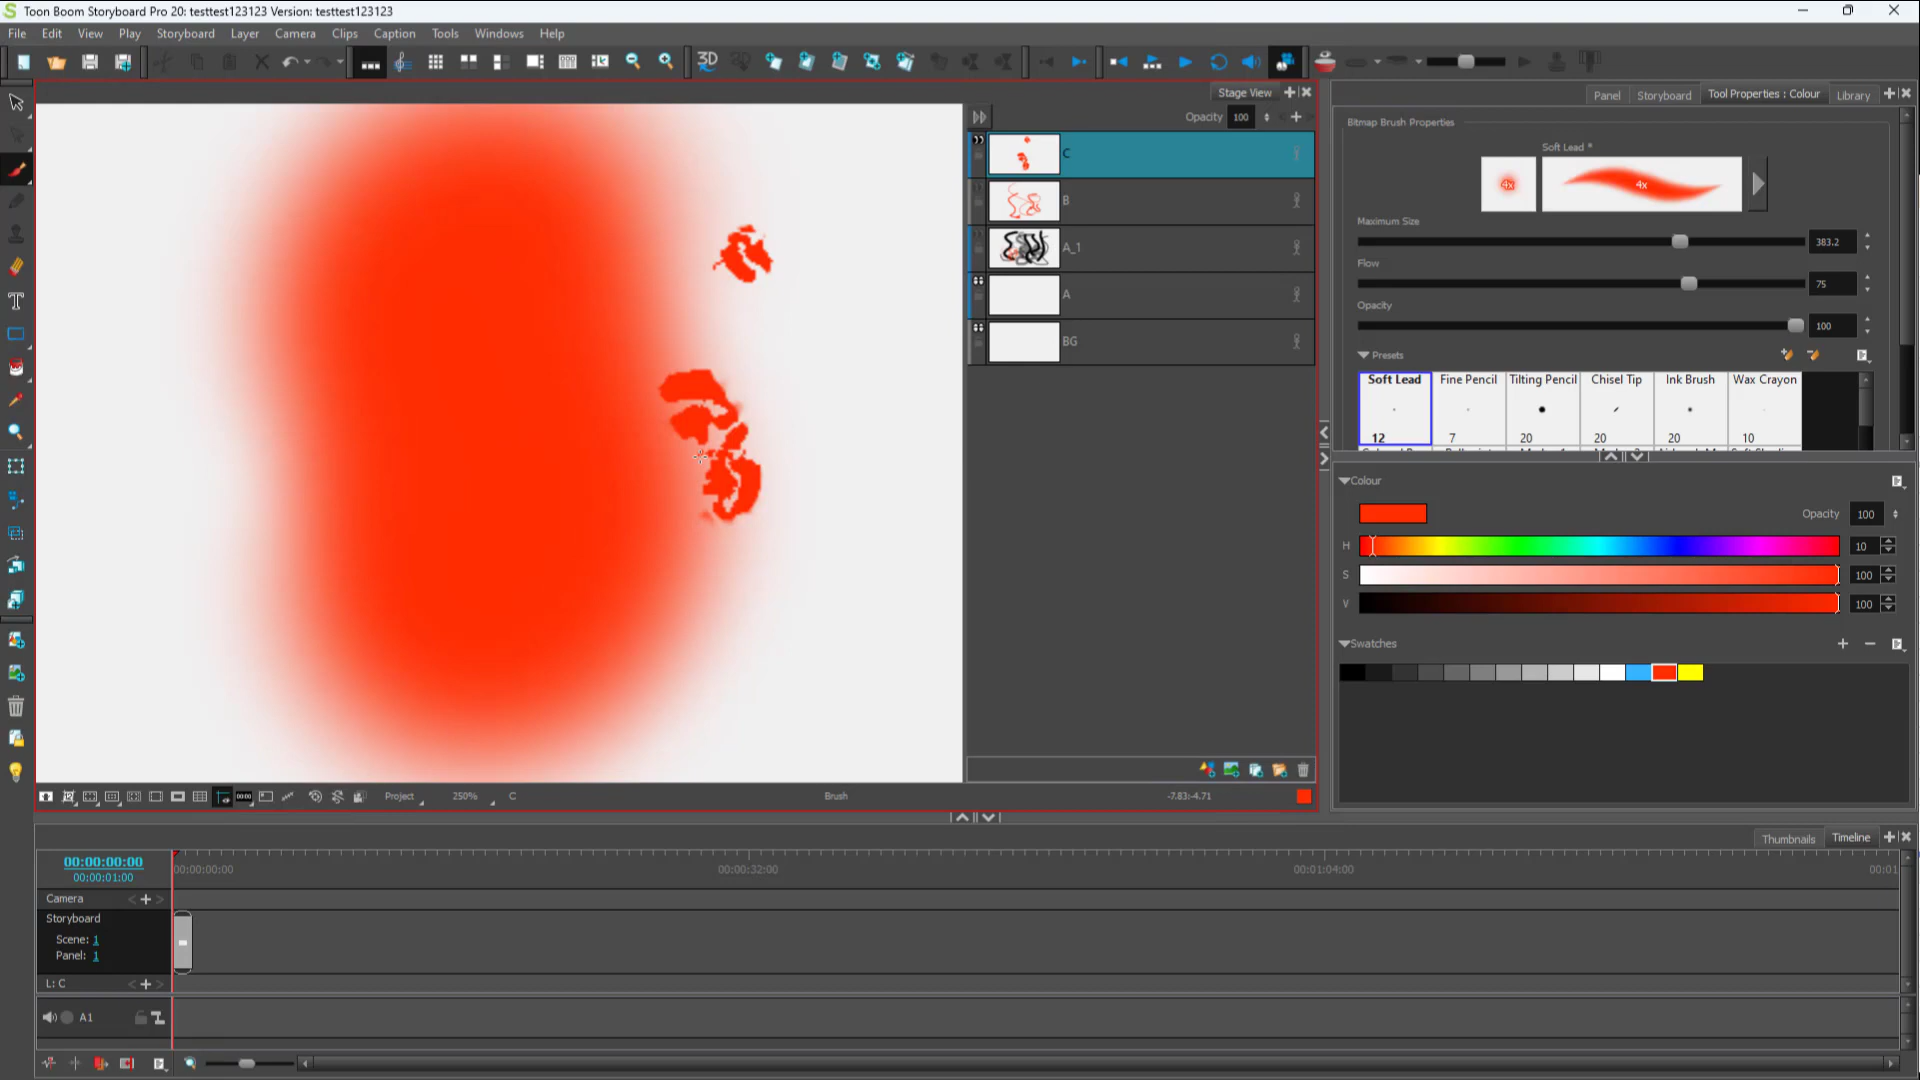 Toon Boom Storyboard Pro 20: testtest123123 Version: testtest123123
File Edit View Play Storyboard Layer Camera Clips Caption Tools Windows Help
3D
Stage View
Opacity 100
C
B
A_1
A
BG
Panel Storyboard Tool Properties : Colour Library
Bitmap Brush Properties
Soft Lead *
4x 4x
Maximum Size
383.2
Flow
75
Opacity
100
Presets
Soft Lead Fine Pencil Tilting Pencil Chisel Tip Ink Brush Wax Crayon
12 7 20 20 20 10
Colour
Opacity 100
H 10
S 100
V 100
Swatches
Project 250% C Brush -7.83:-4.71
Thumbnails Timeline
00:00:00:00
00:00:01:00
00:00:00:00 00:00:32:00 00:01:04:00 00:01
Camera
Storyboard
Scene: 1
Panel: 1
L: C
A1